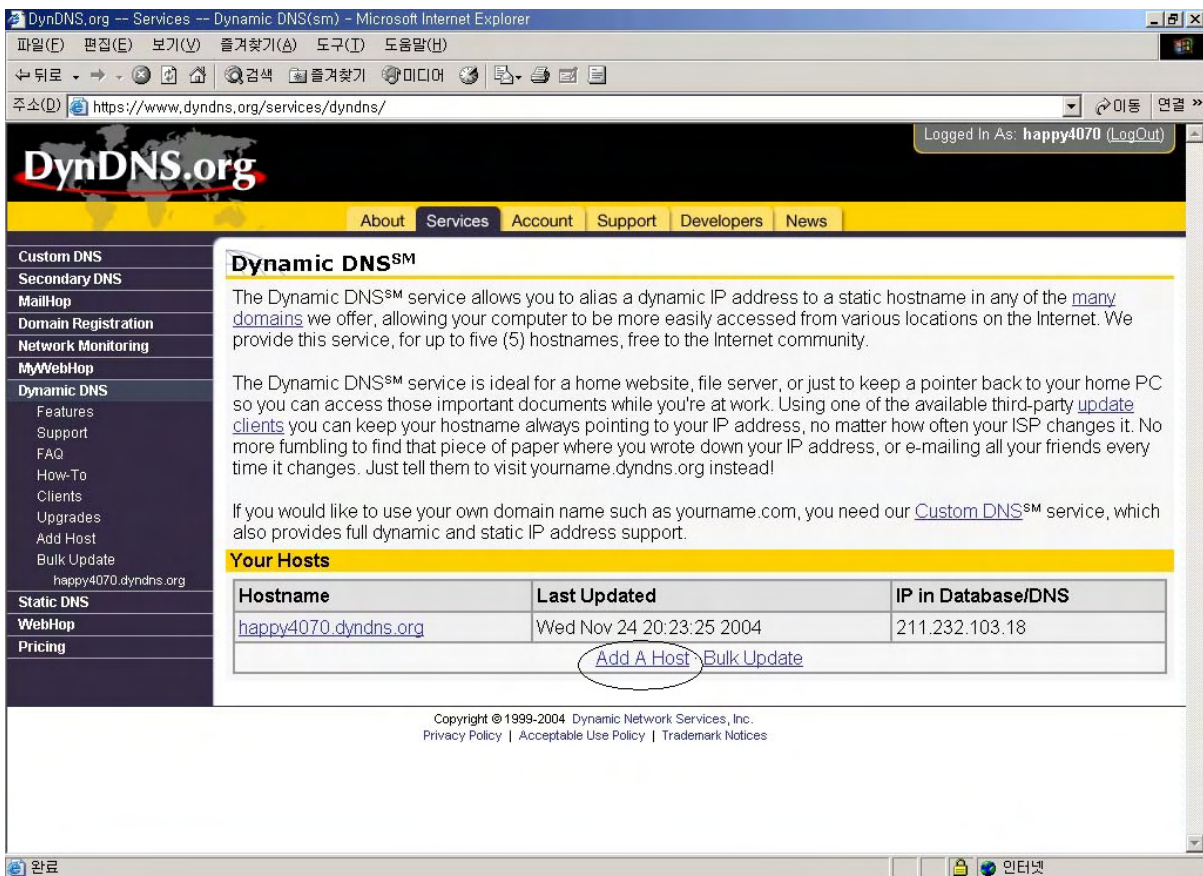 DynDNS.org -- Services -- Dynamic DNS(sm) - Microsoft Internet Explorer
파일(F) 편집(E) 보기(V) 즐겨찾기(A) 도구(T) 도움말(H)
뒤로 검색 즐겨찾기 미디어
주소(D) https://www.dyndns.org/services/dyndns/ 이동 연결 »
Logged In As: happy4070 (LogOut)
DynDNS.org
About Services Account Support Developers News
Custom DNS
Secondary DNS
MailHop
Domain Registration
Network Monitoring
MyWebHop
Dynamic DNS
Features
Support
FAQ
How-To
Clients
Upgrades
Add Host
Bulk Update
happy4070.dyndns.org
Static DNS
WebHop
Pricing
Dynamic DNS℠
The Dynamic DNS℠ service allows you to alias a dynamic IP address to a static hostname in any of the many
domains we offer, allowing your computer to be more easily accessed from various locations on the Internet. We
provide this service, for up to five (5) hostnames, free to the Internet community.
The Dynamic DNS℠ service is ideal for a home website, file server, or just to keep a pointer back to your home PC
so you can access those important documents while you're at work. Using one of the available third-party update
clients you can keep your hostname always pointing to your IP address, no matter how often your ISP changes it. No
more fumbling to find that piece of paper where you wrote down your IP address, or e-mailing all your friends every
time it changes. Just tell them to visit yourname.dyndns.org instead!
If you would like to use your own domain name such as yourname.com, you need our Custom DNS℠ service, which
also provides full dynamic and static IP address support.
Your Hosts
Hostname Last Updated IP in Database/DNS
happy4070.dyndns.org Wed Nov 24 20:23:25 2004 211.232.103.18
Add A Host · Bulk Update
Copyright © 1999-2004 Dynamic Network Services, Inc.
Privacy Policy | Acceptable Use Policy | Trademark Notices
완료 인터넷